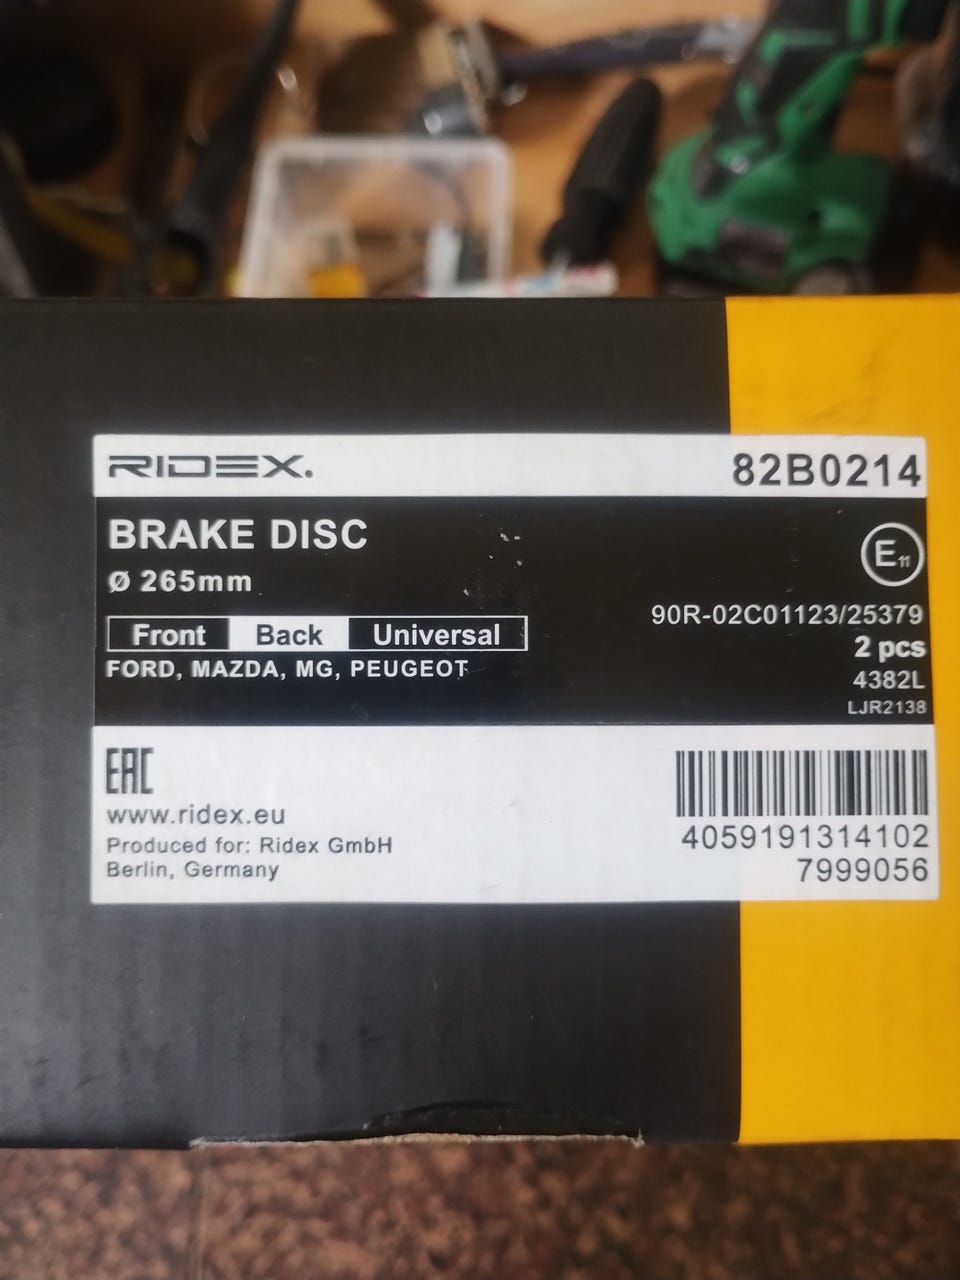 RIDEX. 82B0214
BRAKE DISC
Ø 265mm
E11
90R-02C01123/25379
Front Back Universal
2 pcs
FORD, MAZDA, MG, PEUGEOT
4382L
LJR2138
EAC
www.ridex.eu
Produced for: Ridex GmbH
Berlin, Germany
4059191314102
7999056